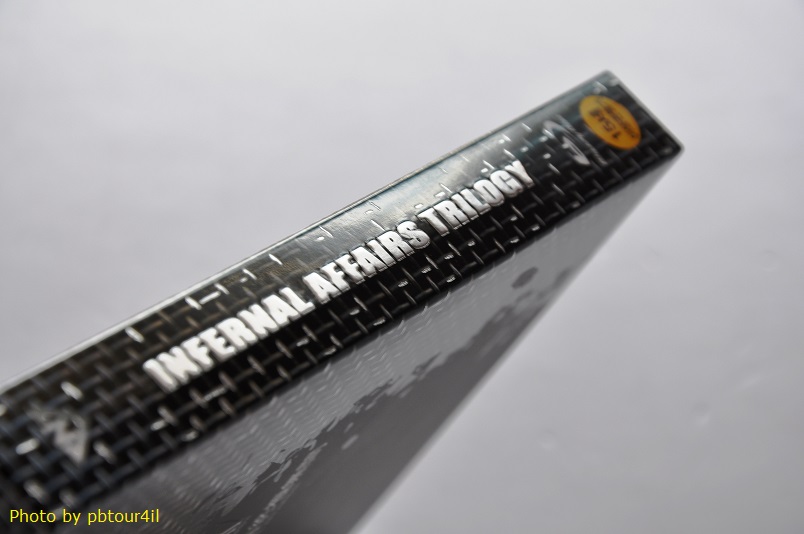 INFERNAL AFFAIRS TRILOGY
Photo by pbtour4il